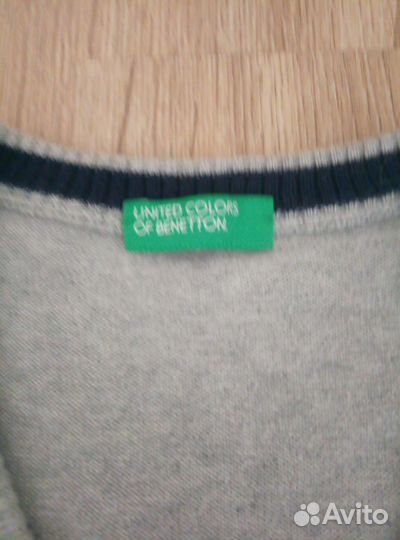 UNITED COLORS
OF BENETTON.
Avito